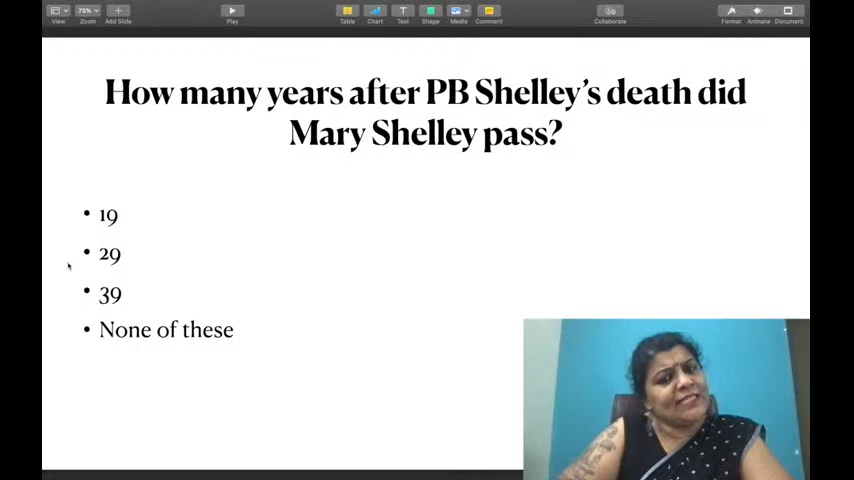 View
75%
Zoom
Add Slide
Play
Table
Chart
T
Text
Shape
Media
Comment
Collaborate
Format
Animate
Document
How many years after PB Shelley's death did
Mary Shelley pass?
• 19
• 29
• 39
• None of these